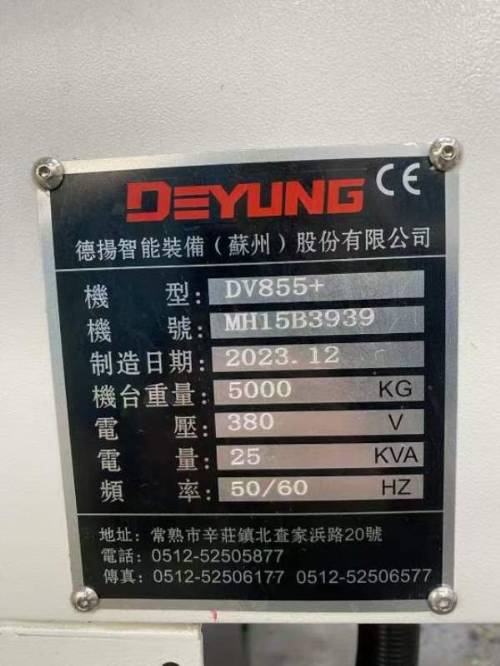 DEYUNG CE
德揚智能裝備（蘇州）股份有限公司
機 型: DV855+
機 號: MH15B3939
制造日期: 2023.12
機台重量: 5000 KG
電 壓: 380 V
電 量: 25 KVA
頻 率: 50/60 HZ
地址: 常熟市辛莊鎮北査家浜路20號
電話: 0512-52505877
傳真: 0512-52506177 0512-52506577